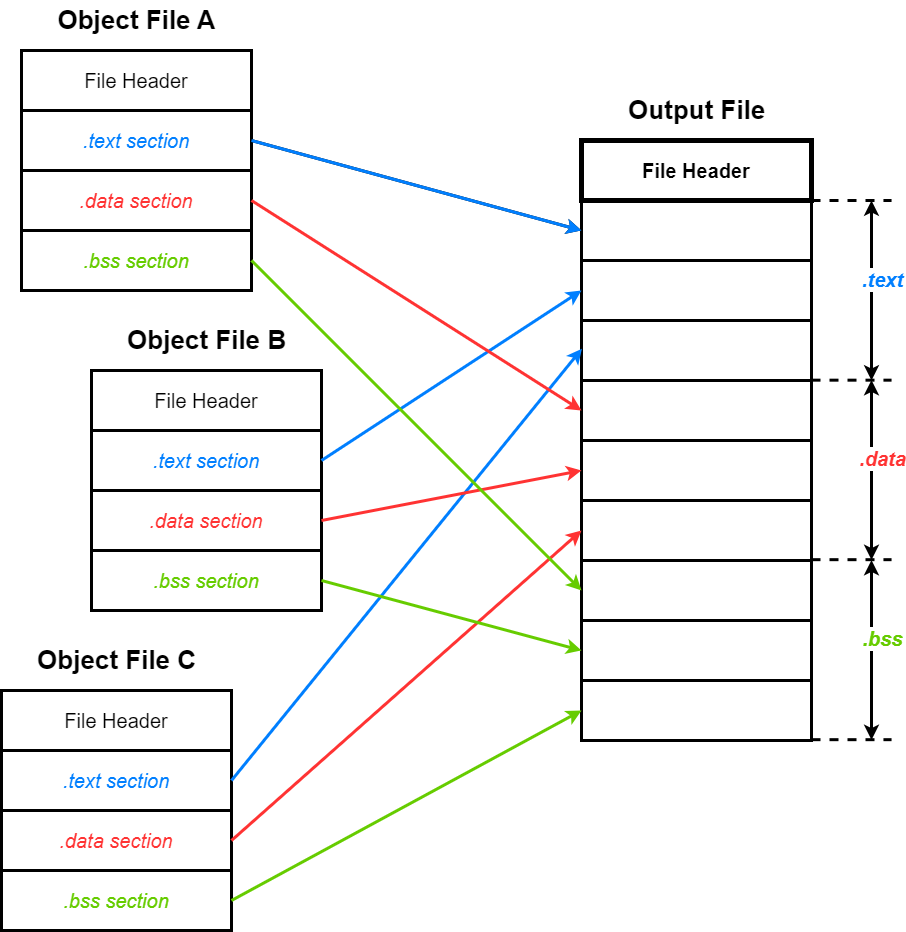 Object File A
File Header
.text section
.data section
.bss section
Object File B
File Header
.text section
.data section
.bss section
Object File C
File Header
.text section
.data section
.bss section
Output File
File Header
.text
.data
.bss